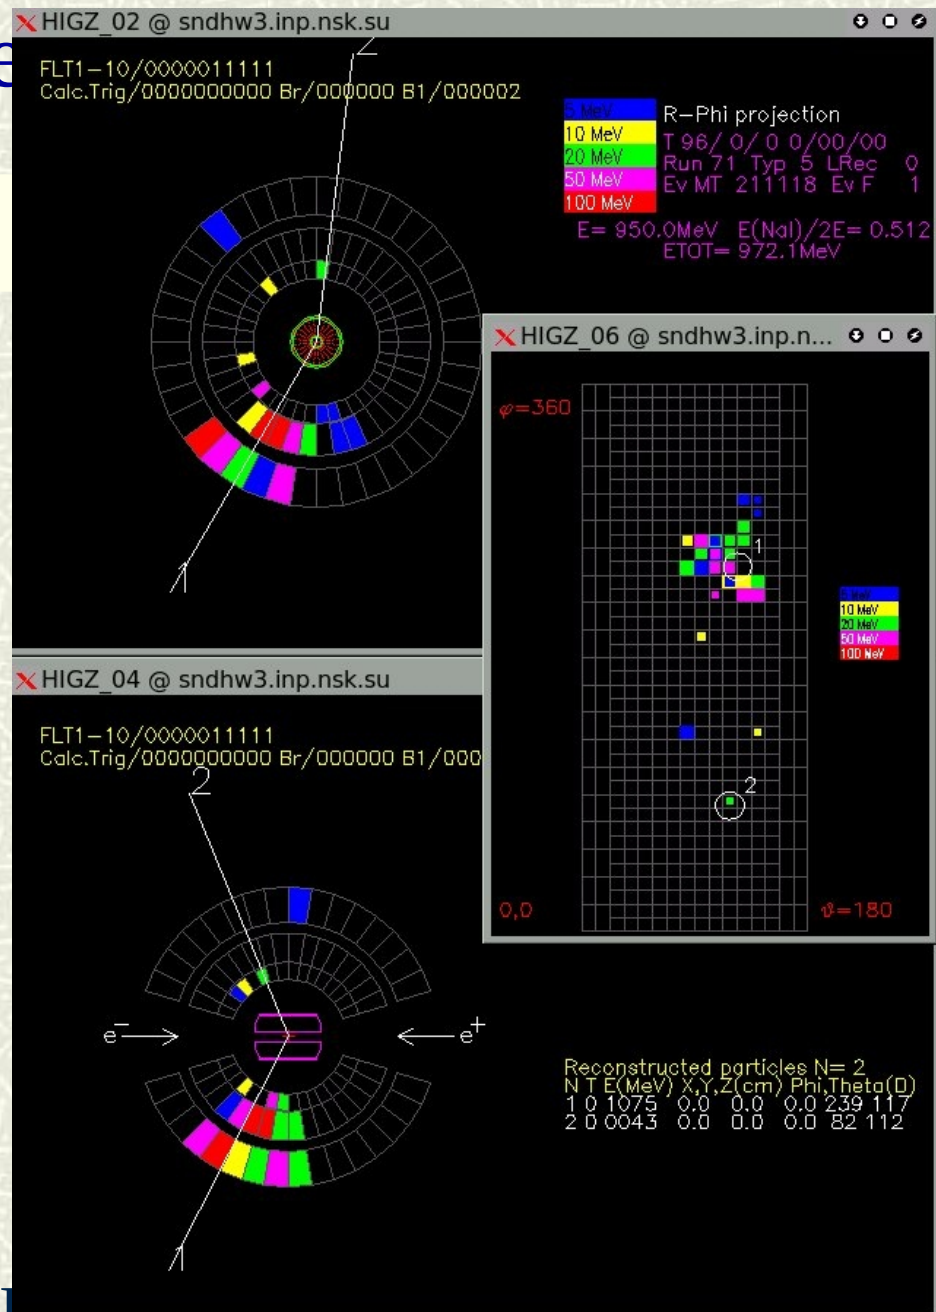 HIGZ_02 @ sndhw3.inp.nsk.su
e
FLT1-10/0000011111
Calc.Trig/0000000000 Br/000000 B1/000002
2
5 MeV
10 MeV
20 MeV
50 MeV
100 MeV
R-Phi projection
T 96/ 0/ 0 0/00/00
Run 71 Typ 5 LRec 0
Ev MT 211118 Ev F 1
E= 950.0MeV E(NaI)/2E= 0.512
ETOT= 972.1MeV
1
HIGZ_06 @ sndhw3.inp.n...
φ=360
1
5 MeV
10 MeV
20 MeV
50 MeV
100 MeV
2
0,0
ϑ=180
HIGZ_04 @ sndhw3.inp.nsk.su
FLT1-10/0000011111
Calc.Trig/0000000000 Br/000000 B1/000
2
e⁻
e⁺
1
Reconstructed particles N= 2
N T E(MeV) X,Y,Z(cm) Phi,Theta(D)
1 0 1075 0.0 0.0 0.0 239 117
2 0 0043 0.0 0.0 0.0 82 112